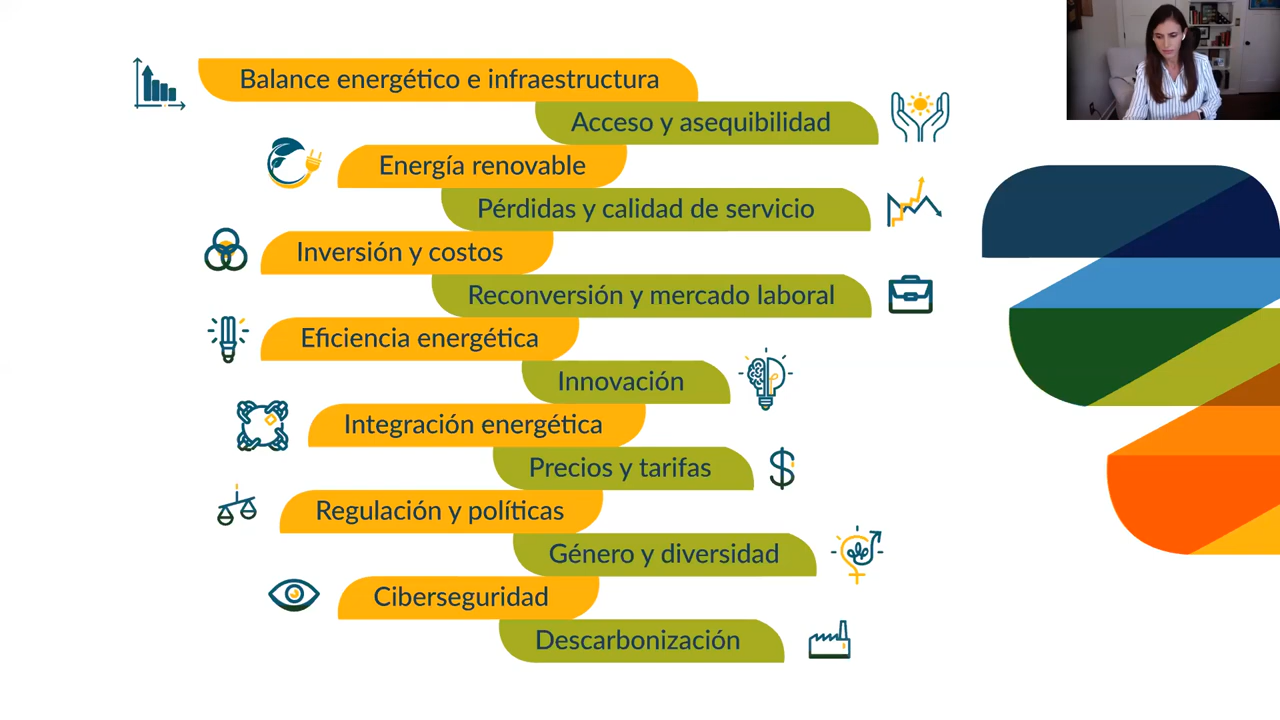 Balance energético e infraestructura
Acceso y asequibilidad
Energía renovable
Pérdidas y calidad de servicio
Inversión y costos
Reconversión y mercado laboral
Eficiencia energética
Innovación
Integración energética
Precios y tarifas
Regulación y políticas
Género y diversidad
Ciberseguridad
Descarbonización